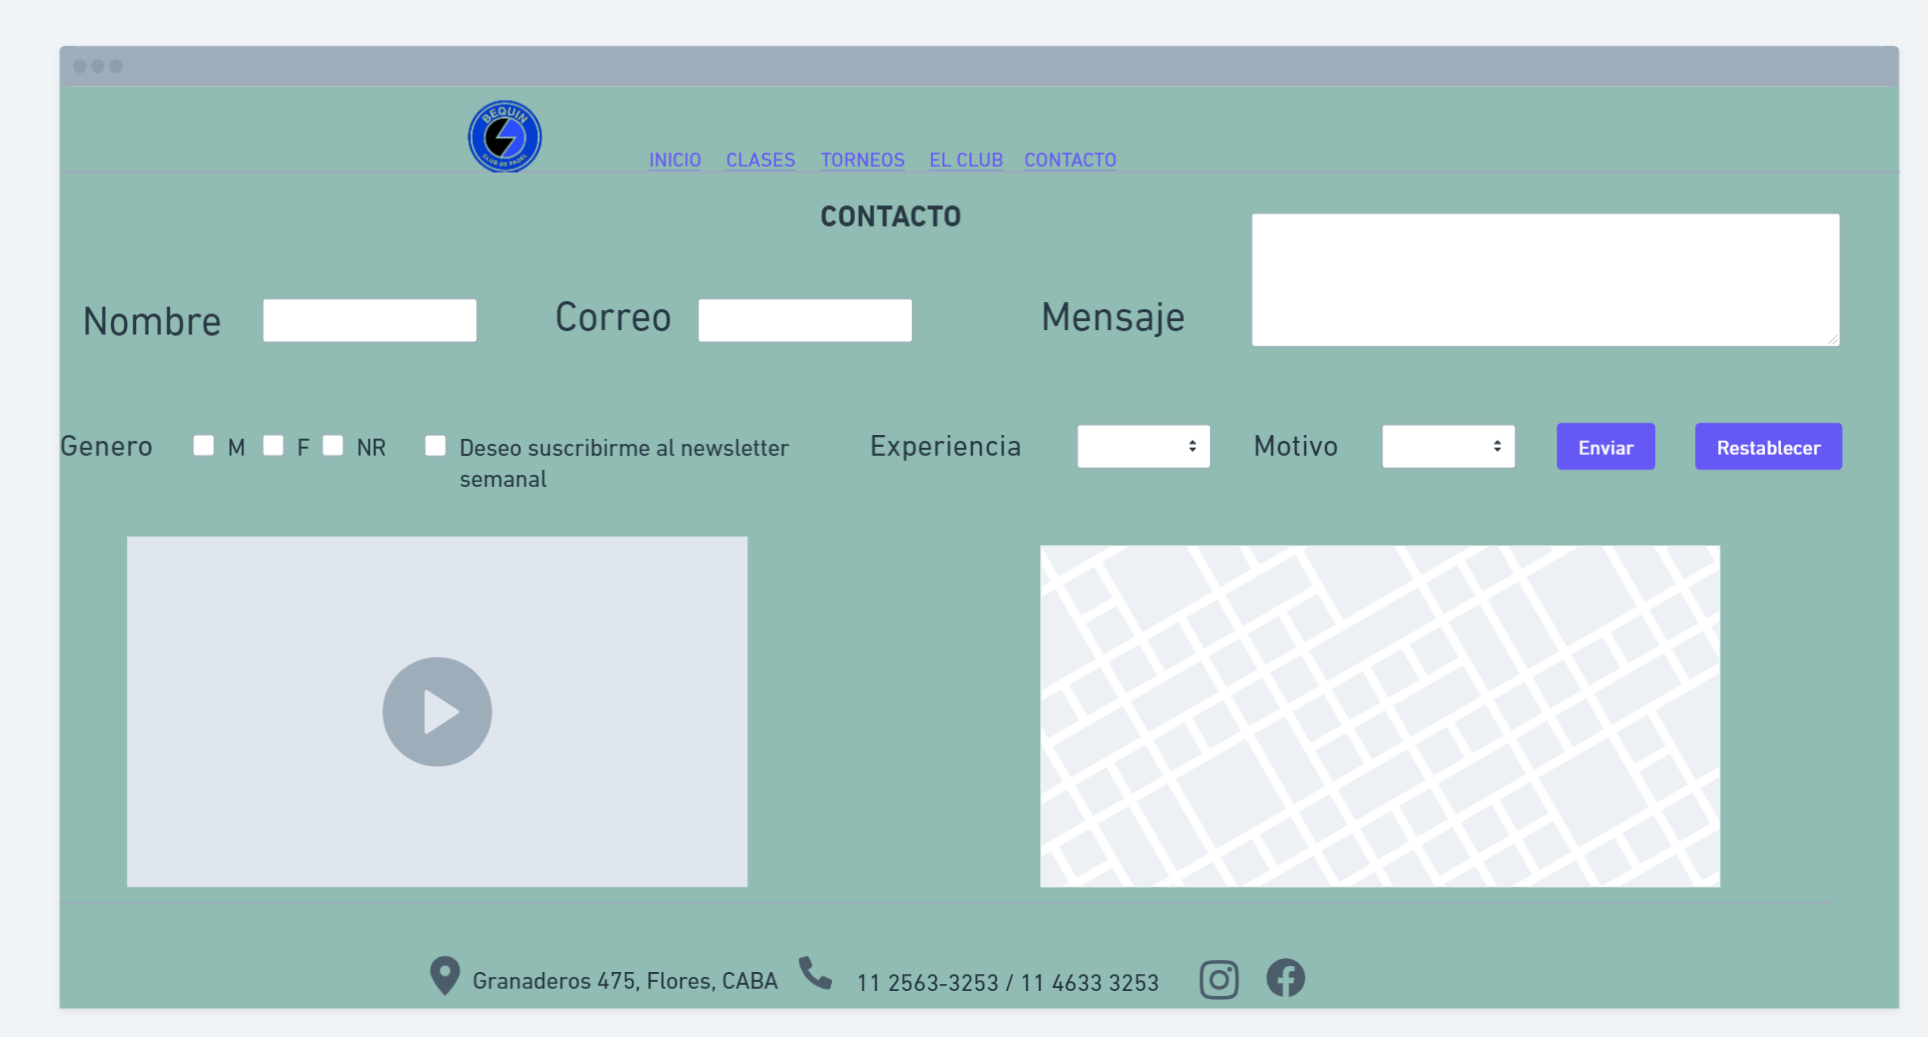 BEQUIN
CLUB DE PADEL
INICIO CLASES TORNEOS EL CLUB CONTACTO
CONTACTO
Nombre Correo Mensaje
Genero M F NR Deseo suscribirme al newsletter
semanal
Experiencia Motivo Enviar Restablecer
Granaderos 475, Flores, CABA 11 2563-3253 / 11 4633 3253